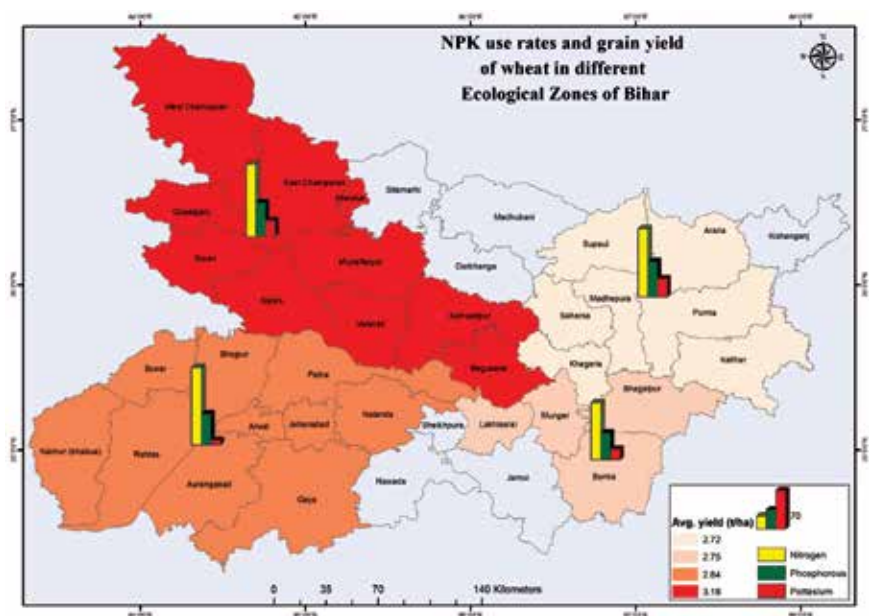 NPK use rates and grain yield
of wheat in different
Ecological Zones of Bihar
West Champaran
East Champaran
Sitamarhi
Madhubani
Supaul
Araria
Kishanganj
Gopalganj
Siwan
Muzaffarpur
Darbhanga
Saran
Vaishali
Samastipur
Begusarai
Saharsa
Madhepura
Purnia
Katihar
Khagaria
Buxar
Bhojpur
Patna
Bhagalpur
Munger
Lakhisarai
Sheikhpura
Nalanda
Jehanabad
Arwal
Rohtas
Kaimur (bhabua)
Aurangabad
Gaya
Nawada
Jamui
Banka
Avg. yield (t/ha)
70
2.72
2.75
2.84
3.18
Nitrogen
Phosphorous
Pottasium
0 35 70 140 Kilometers